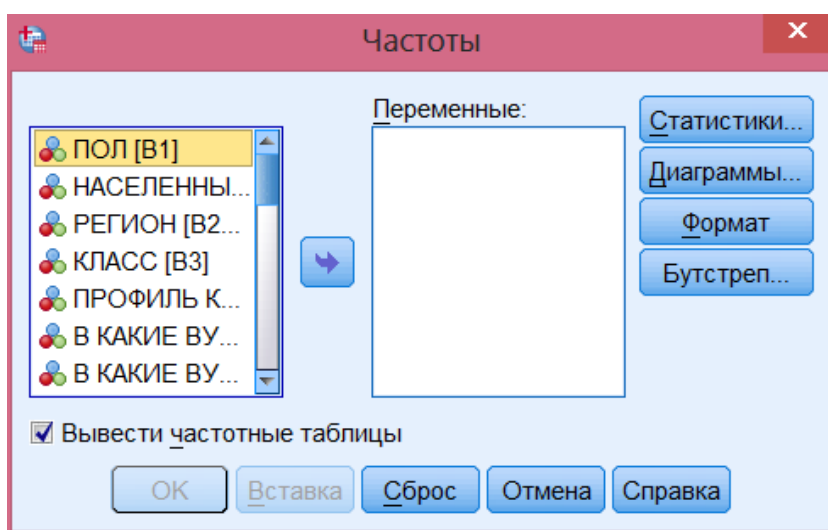 Частоты
Переменные:
ПОЛ [B1]
НАСЕЛЕННЫ...
РЕГИОН [B2...
КЛАСС [B3]
ПРОФИЛЬ К...
В КАКИЕ ВУ...
В КАКИЕ ВУ...
Статистики...
Диаграммы...
Формат
Бутстреп...
Вывести частотные таблицы
OK Вставка Сброс Отмена Справка